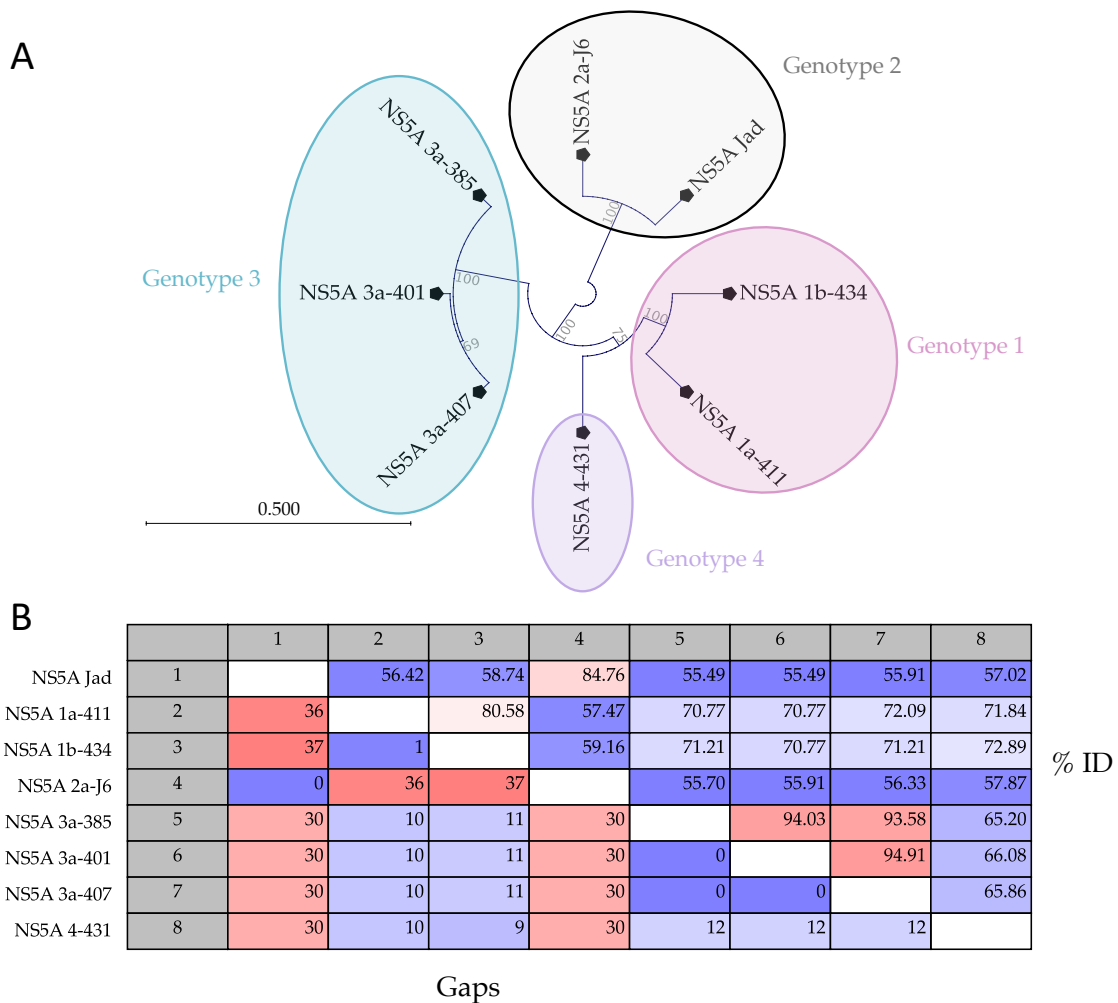 A
Genotype 2
NS5A 2a-J6
NS5A Jad
NS5A 3a-385
100
Genotype 3
100
NS5A 3a-401
NS5A 1b-434
100
75
100
69
Genotype 1
NS5A 3a-407
NS5A 1a-411
NS5A 4-431
0.500
Genotype 4
B
1 2 3 4 5 6 7 8
NS5A Jad 1 56.42 58.74 84.76 55.49 55.49 55.91 57.02
NS5A 1a-411 2 36 80.58 57.47 70.77 70.77 72.09 71.84
NS5A 1b-434 3 37 1 59.16 71.21 70.77 71.21 72.89
% ID
NS5A 2a-J6 4 0 36 37 55.70 55.91 56.33 57.87
NS5A 3a-385 5 30 10 11 30 94.03 93.58 65.20
NS5A 3a-401 6 30 10 11 30 0 94.91 66.08
NS5A 3a-407 7 30 10 11 30 0 0 65.86
NS5A 4-431 8 30 10 9 30 12 12 12
Gaps